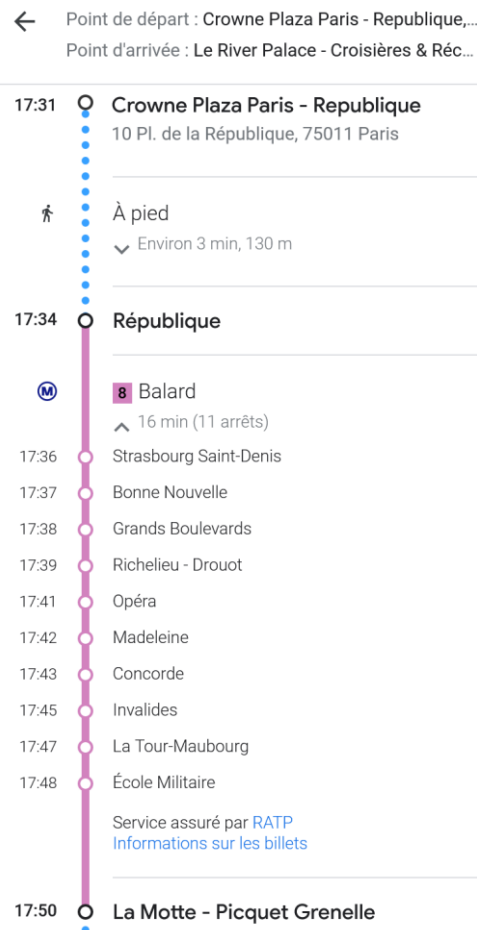 Point de départ : Crowne Plaza Paris - Republique,...
Point d'arrivée : Le River Palace - Croisières & Réc...
17:31 Crowne Plaza Paris - Republique
10 Pl. de la République, 75011 Paris
À pied
Environ 3 min, 130 m
17:34 République
M 8 Balard
16 min (11 arrêts)
17:36 Strasbourg Saint-Denis
17:37 Bonne Nouvelle
17:38 Grands Boulevards
17:39 Richelieu - Drouot
17:41 Opéra
17:42 Madeleine
17:43 Concorde
17:45 Invalides
17:47 La Tour-Maubourg
17:48 École Militaire
Service assuré par RATP
Informations sur les billets
17:50 La Motte - Picquet Grenelle